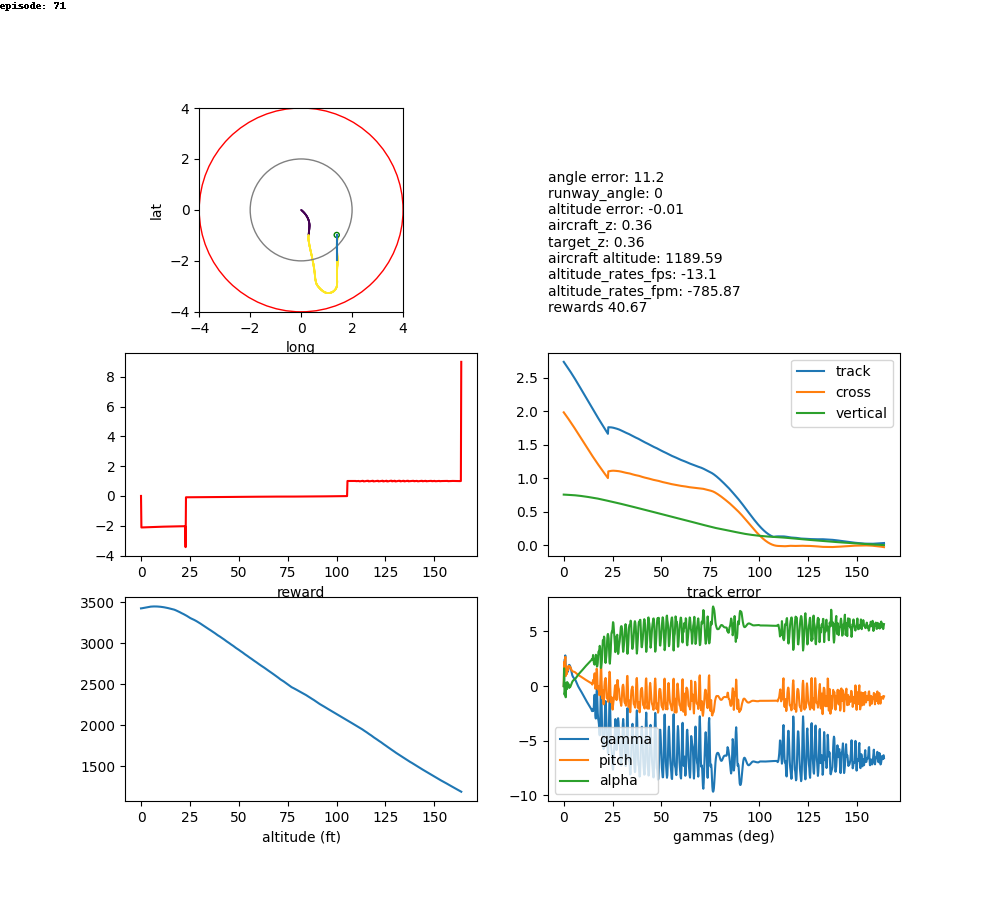 episode: 71
4
2
0
−2
−4
lat
−4 −2 0 2 4
long
angle error: 11.2
runway_angle: 0
altitude error: -0.01
aircraft_z: 0.36
target_z: 0.36
aircraft altitude: 1189.59
altitude_rates_fps: -13.1
altitude_rates_fpm: -785.87
rewards 40.67
8
6
4
2
0
−2
−4
0 25 50 75 100 125 150
reward
2.5
2.0
1.5
1.0
0.5
0.0
track
cross
vertical
0 25 50 75 100 125 150
track error
3500
3000
2500
2000
1500
0 25 50 75 100 125 150
altitude (ft)
5
0
−5
−10
gamma
pitch
alpha
0 25 50 75 100 125 150
gammas (deg)